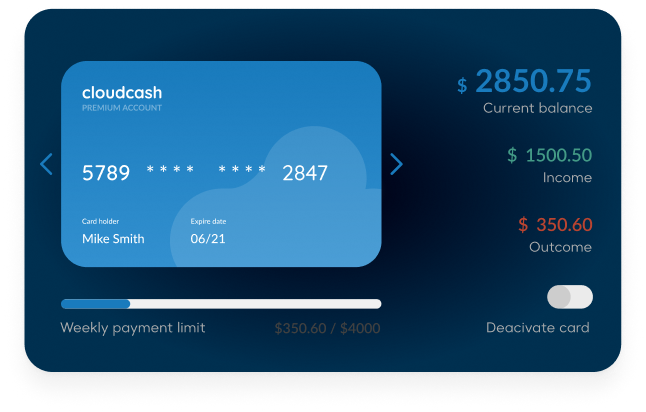 cloudcash
PREMIUM ACCOUNT
5789 **** **** 2847
Card holder
Mike Smith
Expire date
06/21
Weekly payment limit
$350.60 / $4000
$ 2850.75
Current balance
$ 1500.50
Income
$ 350.60
Outcome
Deacivate card